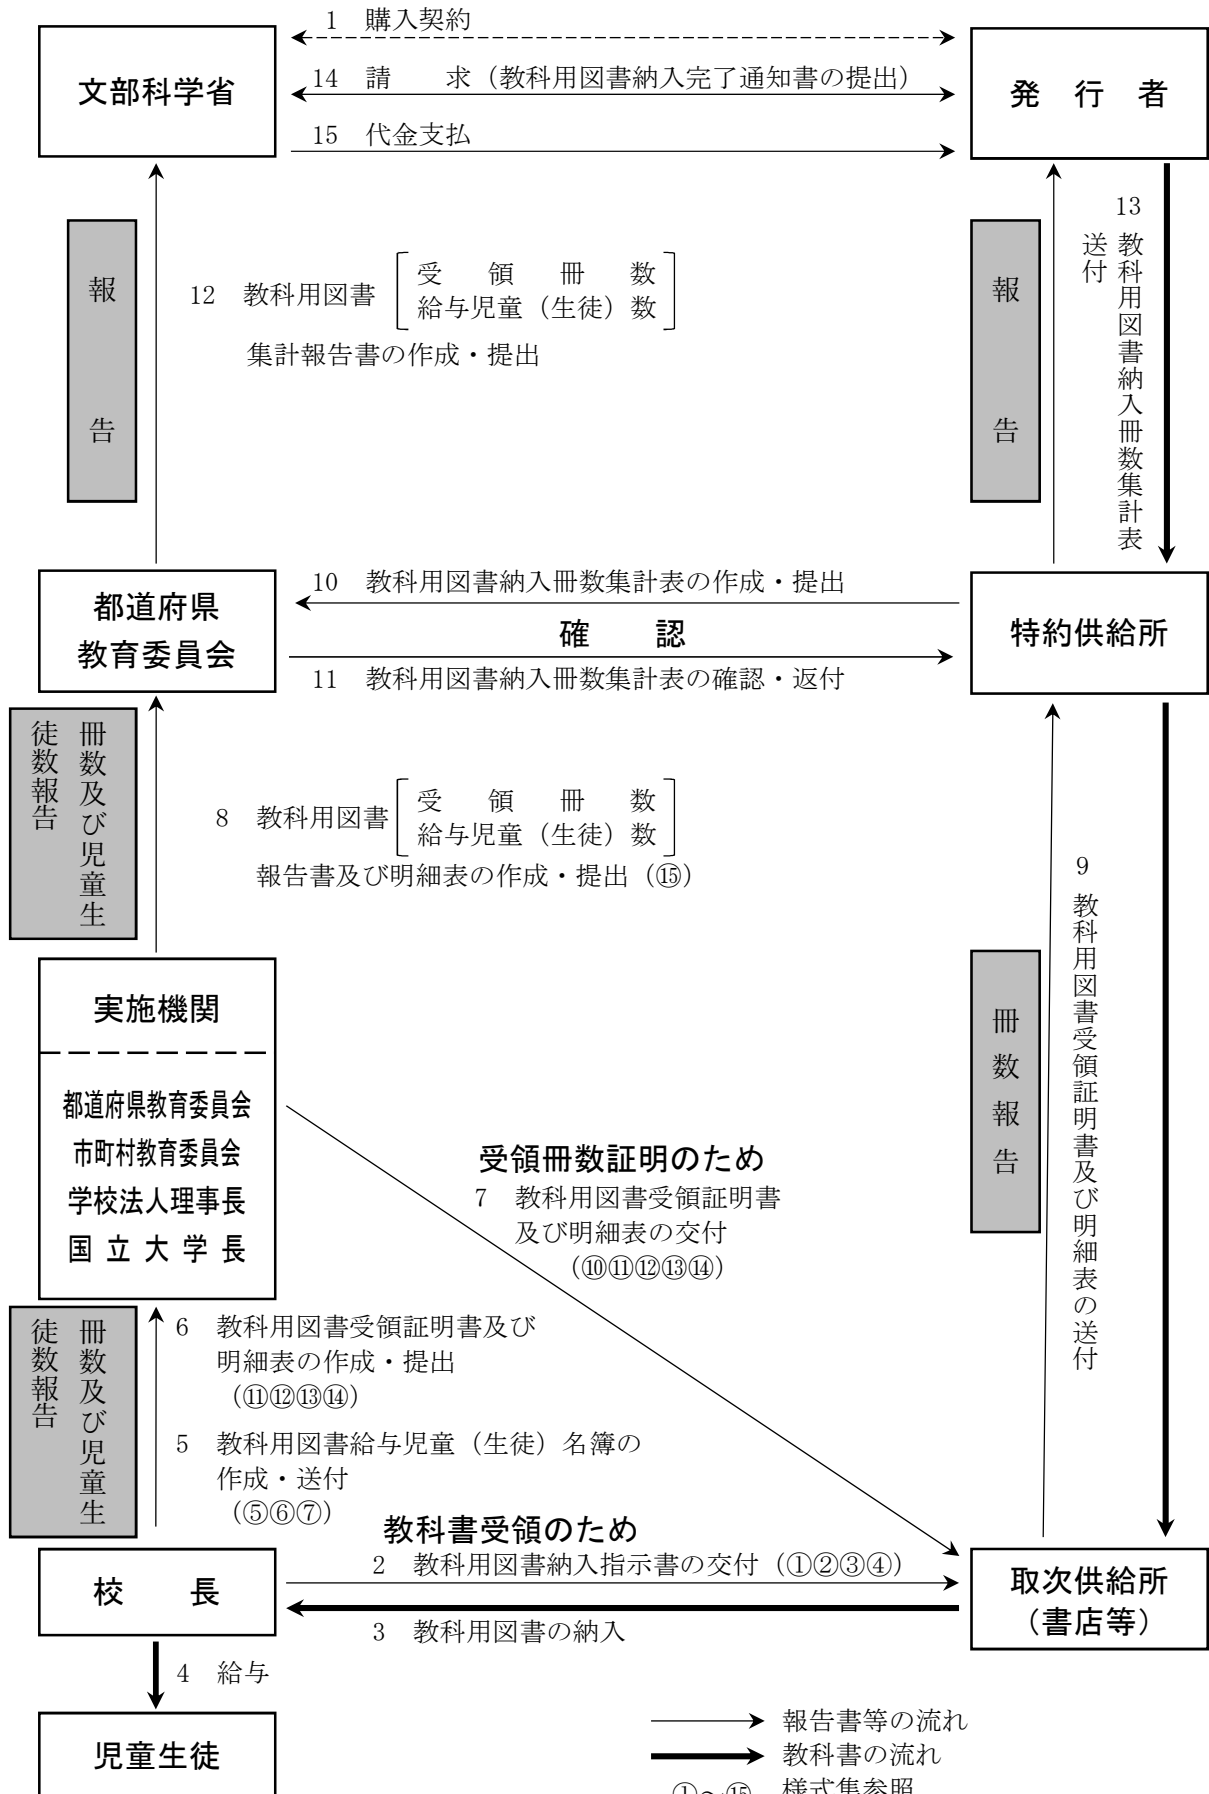 1 購入契約
文部科学省
14 請　　求（教科用図書納入完了通知書の提出）
発　行　者
15 代金支払
報告
12 教科用図書
受　領　冊　数
給与児童（生徒）数
集計報告書の作成・提出
報告
13
教科用図書納入冊数集計表
送付
都道府県
教育委員会
10 教科用図書納入冊数集計表の作成・提出
確　　認
11 教科用図書納入冊数集計表の確認・返付
特約供給所
冊数及び児童生
徒数報告
8 教科用図書
受　領　冊　数
給与児童（生徒）数
報告書及び明細表の作成・提出（⑮）
9
教科用図書受領証明書及び明細表の送付
冊数報告
実施機関
都道府県教育委員会
市町村教育委員会
学校法人理事長
国立大学長
受領冊数証明のため
7 教科用図書受領証明書
及び明細表の交付
（⑩⑪⑫⑬⑭）
冊数及び児童生
徒数報告
6 教科用図書受領証明書及び
明細表の作成・提出
（⑪⑫⑬⑭）
5 教科用図書給与児童（生徒）名簿の
作成・送付
（⑤⑥⑦）
教科書受領のため
2 教科用図書納入指示書の交付（①②③④）
校　　長
3 教科用図書の納入
取次供給所
（書店等）
4 給与
児童生徒
報告書等の流れ
教科書の流れ
①～⑮ 様式集参照